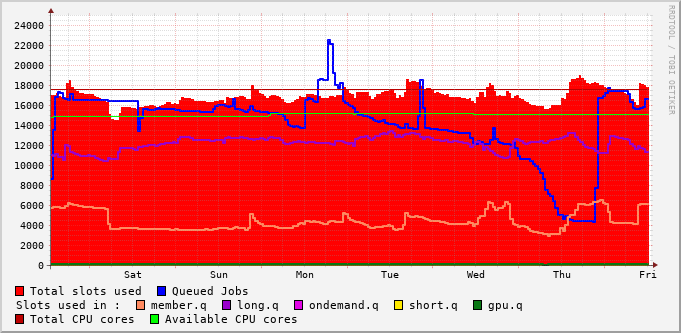 24000
22000
20000
18000
16000
14000
12000
10000
8000
6000
4000
2000
0
Sat Sun Mon Tue Wed Thu Fri
RRDTOOL / TOBI OETIKER
Total slots used Queued Jobs
Slots used in : member.q long.q ondemand.q short.q gpu.q
Total CPU cores Available CPU cores